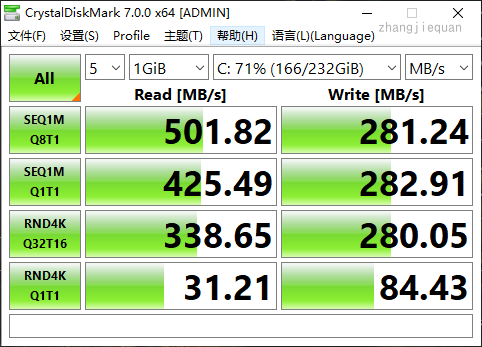 CrystalDiskMark 7.0.0 x64 [ADMIN]
文件(F) 设置(S) Profile 主题(T) 帮助(H) 语言(L)(Language)
zhangjiequan
All 5 1GiB C: 71% (166/232GiB) MB/s
Read [MB/s] Write [MB/s]
SEQ1M
Q8T1
501.82 281.24
SEQ1M
Q1T1
425.49 282.91
RND4K
Q32T16
338.65 280.05
RND4K
Q1T1
31.21 84.43